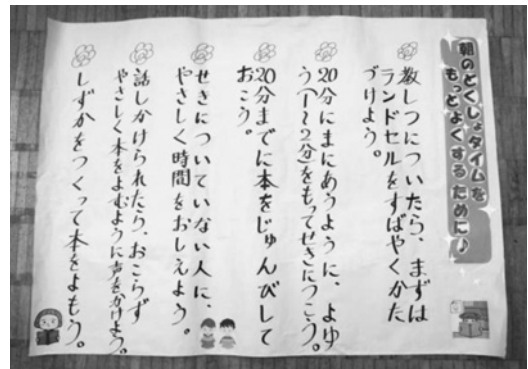 朝のどくしょタイムを
もっとよくするために♪
教しつについたら、まずは
ランドセルをすばやくかた
づけよう。
20分にまにあうように、よゆ
う(1〜2分)をもってせきにつこう。
20分までに本をじゅんびして
おこう。
せきについていない人に、
やさしく時間をおしえよう。
話しかけられたら、おこらず
やさしく本をよむように声をかけよう。
しずかをつくって本をよもう。